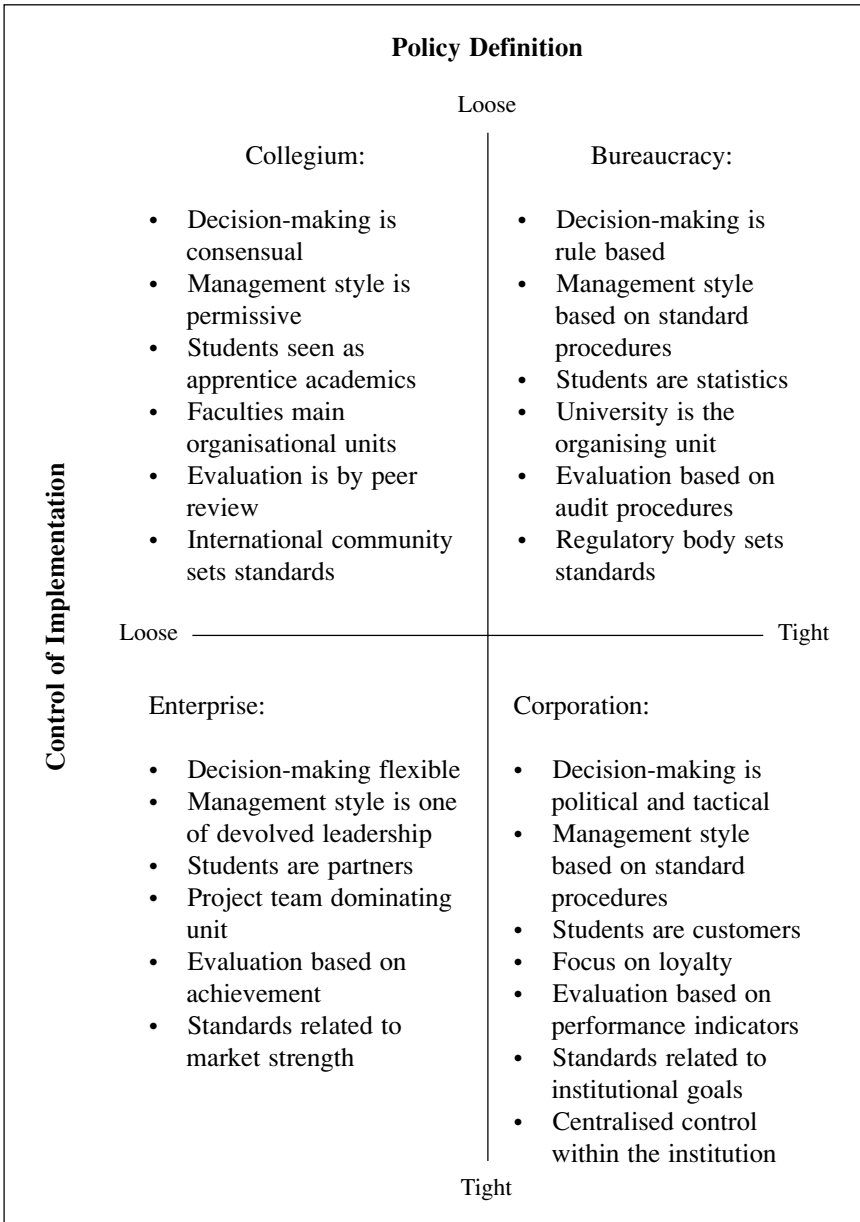 Policy Definition
Loose
Collegium:
• Decision-making is
consensual
• Management style is
permissive
• Students seen as
apprentice academics
• Faculties main
organisational units
• Evaluation is by peer
review
• International community
sets standards
Bureaucracy:
• Decision-making is
rule based
• Management style
based on standard
procedures
• Students are statistics
• University is the
organising unit
• Evaluation based on
audit procedures
• Regulatory body sets
standards
Control of Implementation
Loose
Tight
Enterprise:
• Decision-making flexible
• Management style is one
of devolved leadership
• Students are partners
• Project team dominating
unit
• Evaluation based on
achievement
• Standards related to
market strength
Corporation:
• Decision-making is
political and tactical
• Management style
based on standard
procedures
• Students are customers
• Focus on loyalty
• Evaluation based on
performance indicators
• Standards related to
institutional goals
• Centralised control
within the institution
Tight